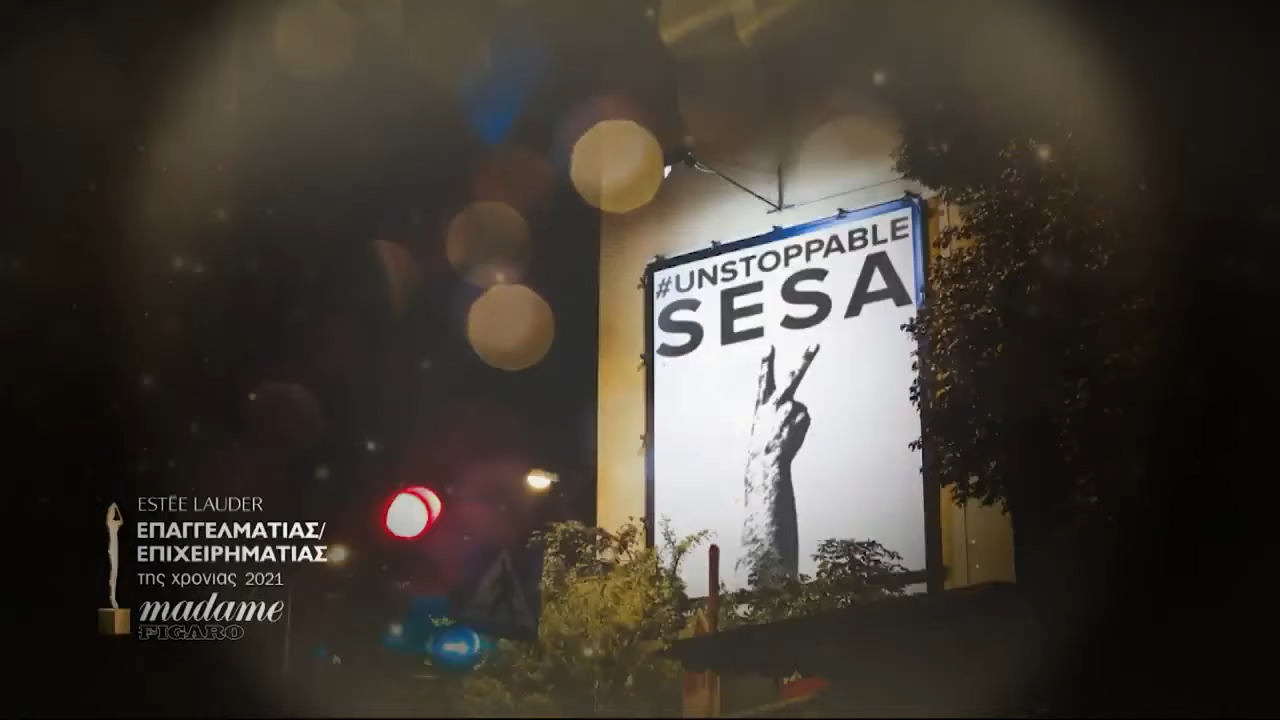 #UNSTOPPABLE
SESA
ESTĒE LAUDER
ΕΠΑΓΓΕΛΜΑΤΙΑΣ/
ΕΠΙΧΕΙΡΗΜΑΤΙΑΣ
της χρονιας 2021
madame
FIGARO